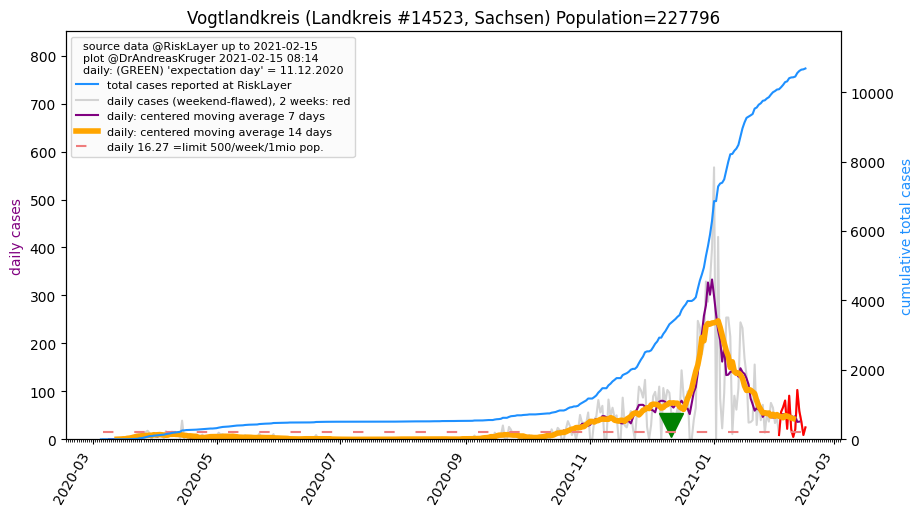 Vogtlandkreis (Landkreis #14523, Sachsen) Population=227796
source data @RiskLayer up to 2021-02-15
plot @DrAndreasKruger 2021-02-15 08:14
daily: (GREEN) 'expectation day' = 11.12.2020
total cases reported at RiskLayer
daily cases (weekend-flawed), 2 weeks: red
daily: centered moving average 7 days
daily: centered moving average 14 days
daily 16.27 =limit 500/week/1mio pop.
daily cases
800
700
600
500
400
300
200
100
0
cumulative total cases
10000
8000
6000
4000
2000
0
2020-03
2020-05
2020-07
2020-09
2020-11
2021-01
2021-03